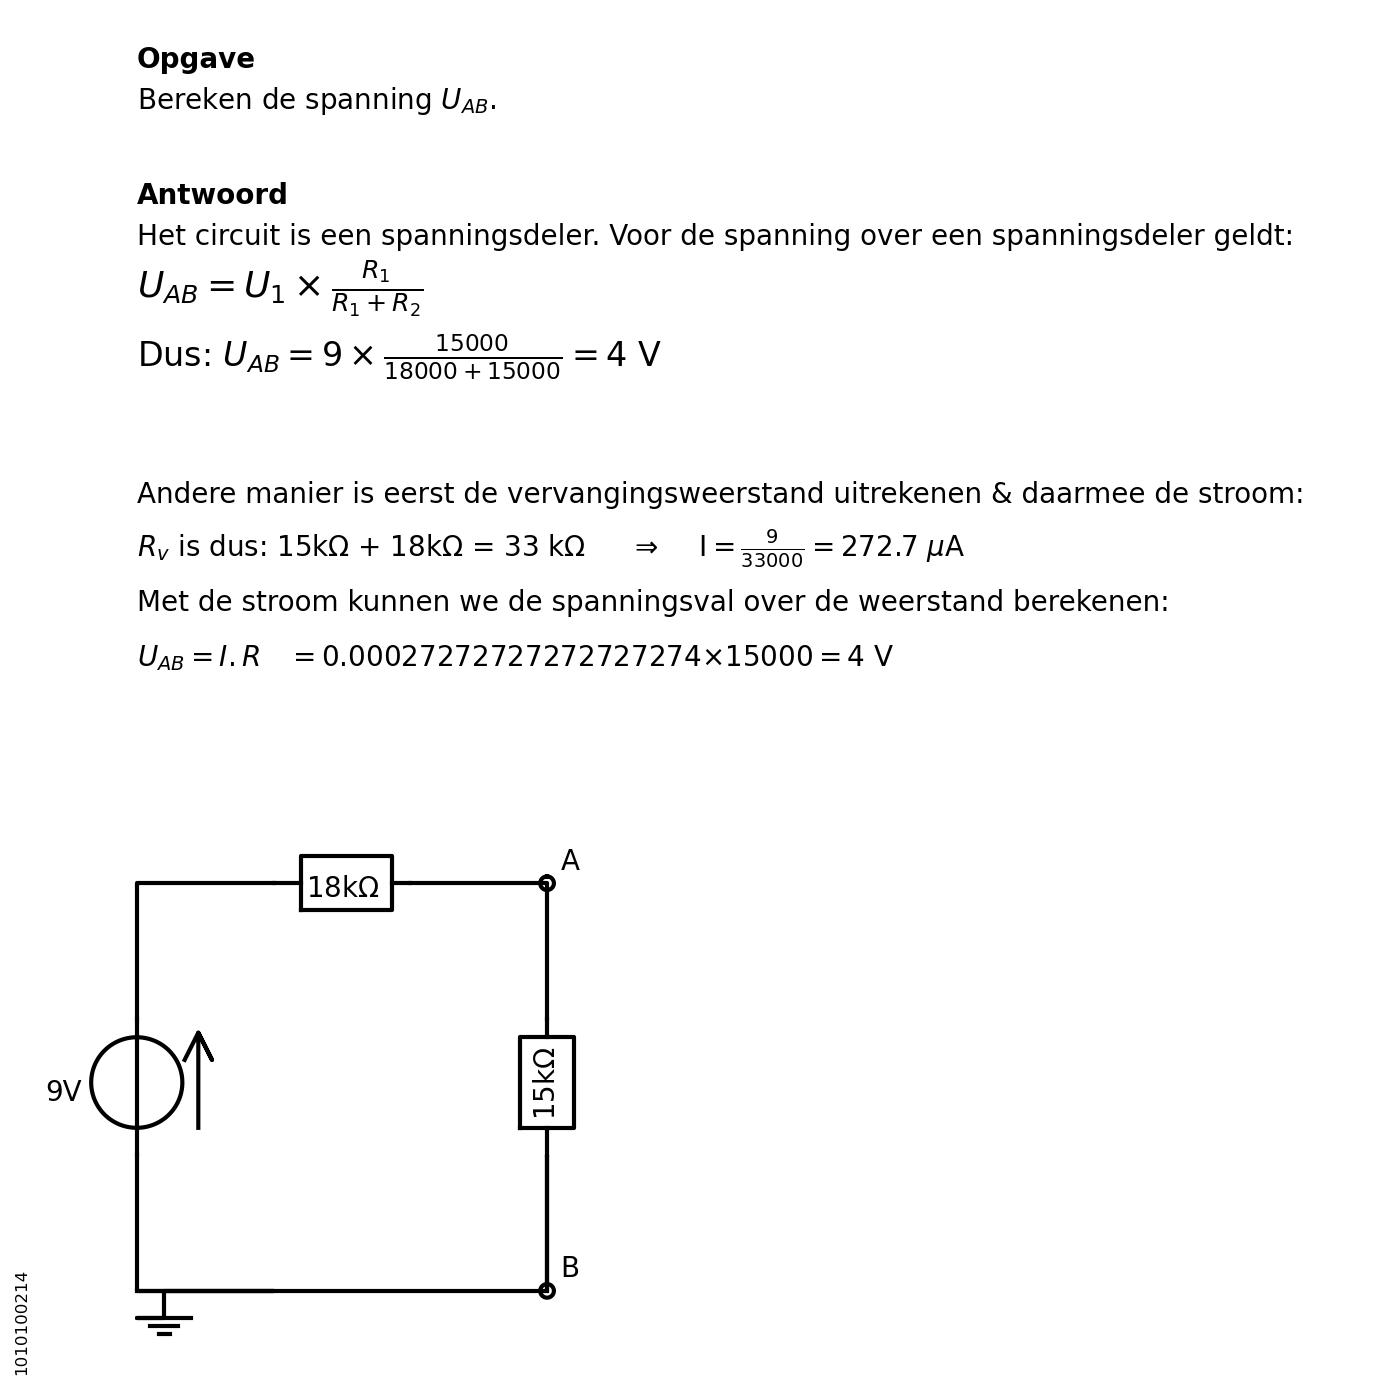 Opgave
Bereken de spanning U_{AB}.
Antwoord
Het circuit is een spanningsdeler. Voor de spanning over een spanningsdeler geldt:
U_{AB} = U_1 × \frac{R_1}{R_1 + R_2}
Dus: U_{AB} = 9 × \frac{15000}{18000 + 15000} = 4 V
Andere manier is eerst de vervangingsweerstand uitrekenen & daarmee de stroom:
R_v is dus: 15kΩ + 18kΩ = 33 kΩ ⇒ I = \frac{9}{33000} = 272.7 μA
Met de stroom kunnen we de spanningsval over de weerstand berekenen:
U_{AB} = I.R = 0.00027272727272727274×15000 = 4 V
A
18kΩ
15kΩ
9V
B
1010100214